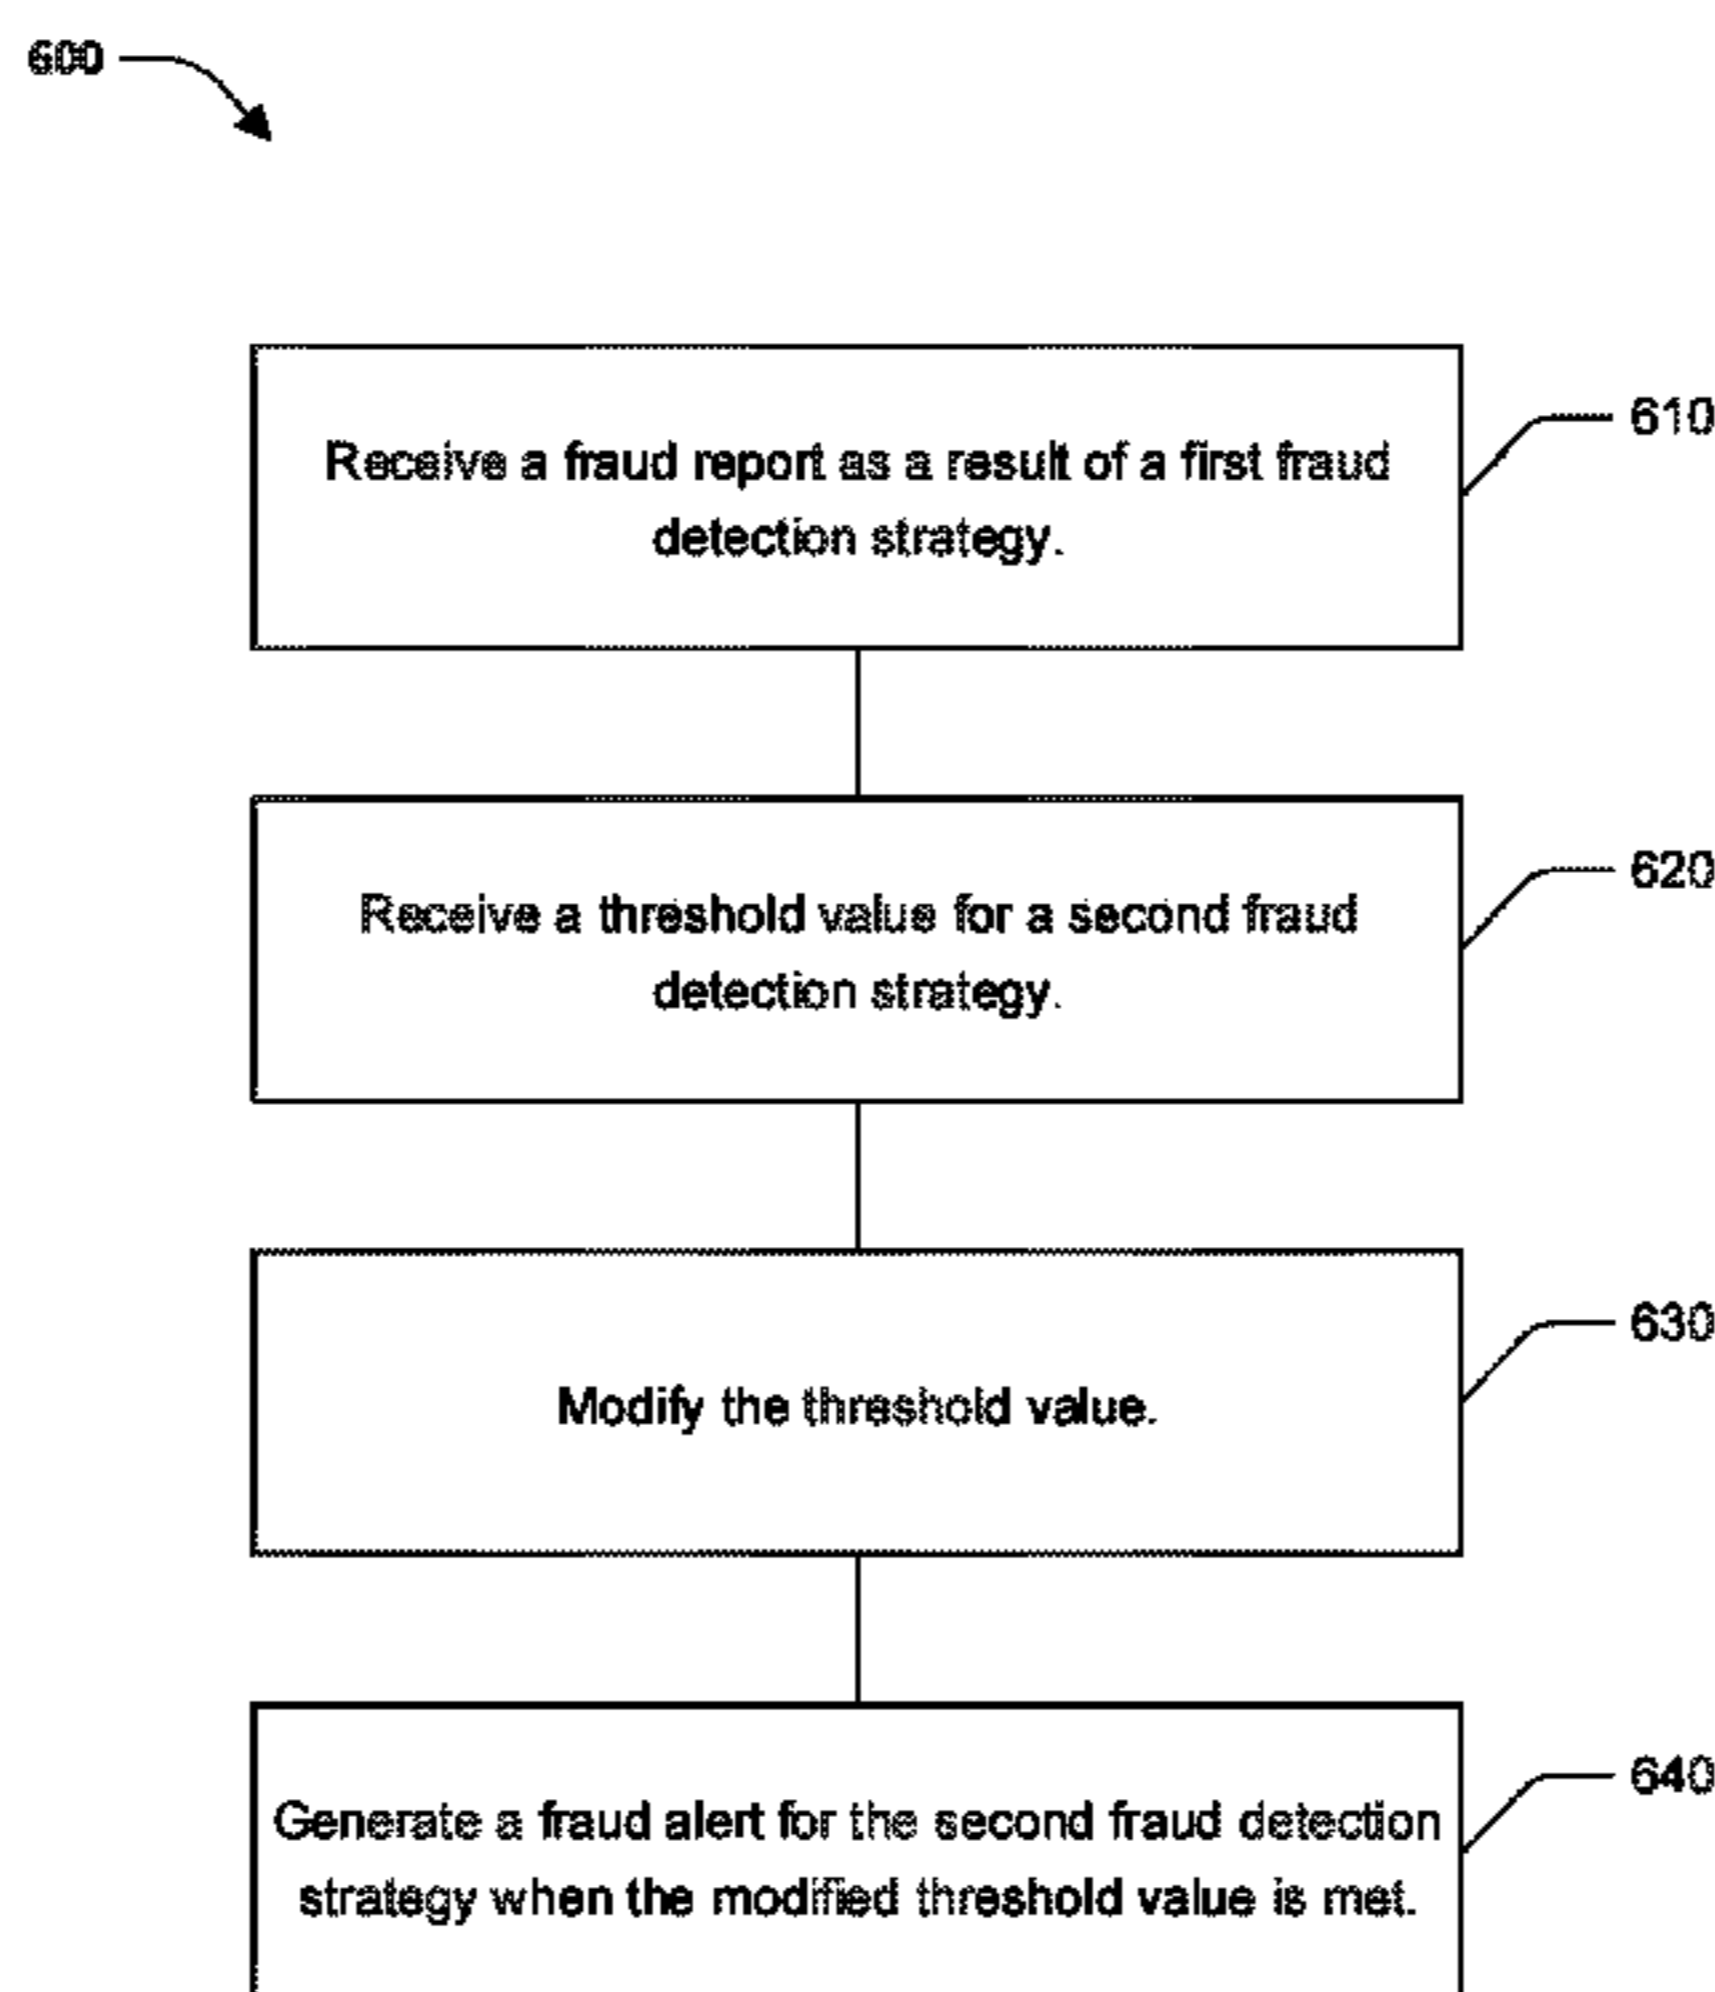 600
Receive a fraud report as a result of a first fraud
detection strategy.
610
Receive a threshold value for a second fraud
detection strategy.
620
Modify the threshold value.
630
Generate a fraud alert for the second fraud detection
strategy when the modified threshold value is met.
640